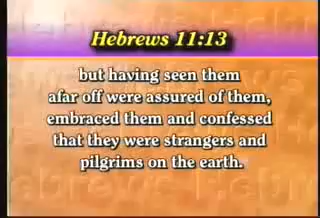 Hebrews 11:13
but having seen them
afar off were assured of them,
embraced them and confessed
that they were strangers and
pilgrims on the earth.